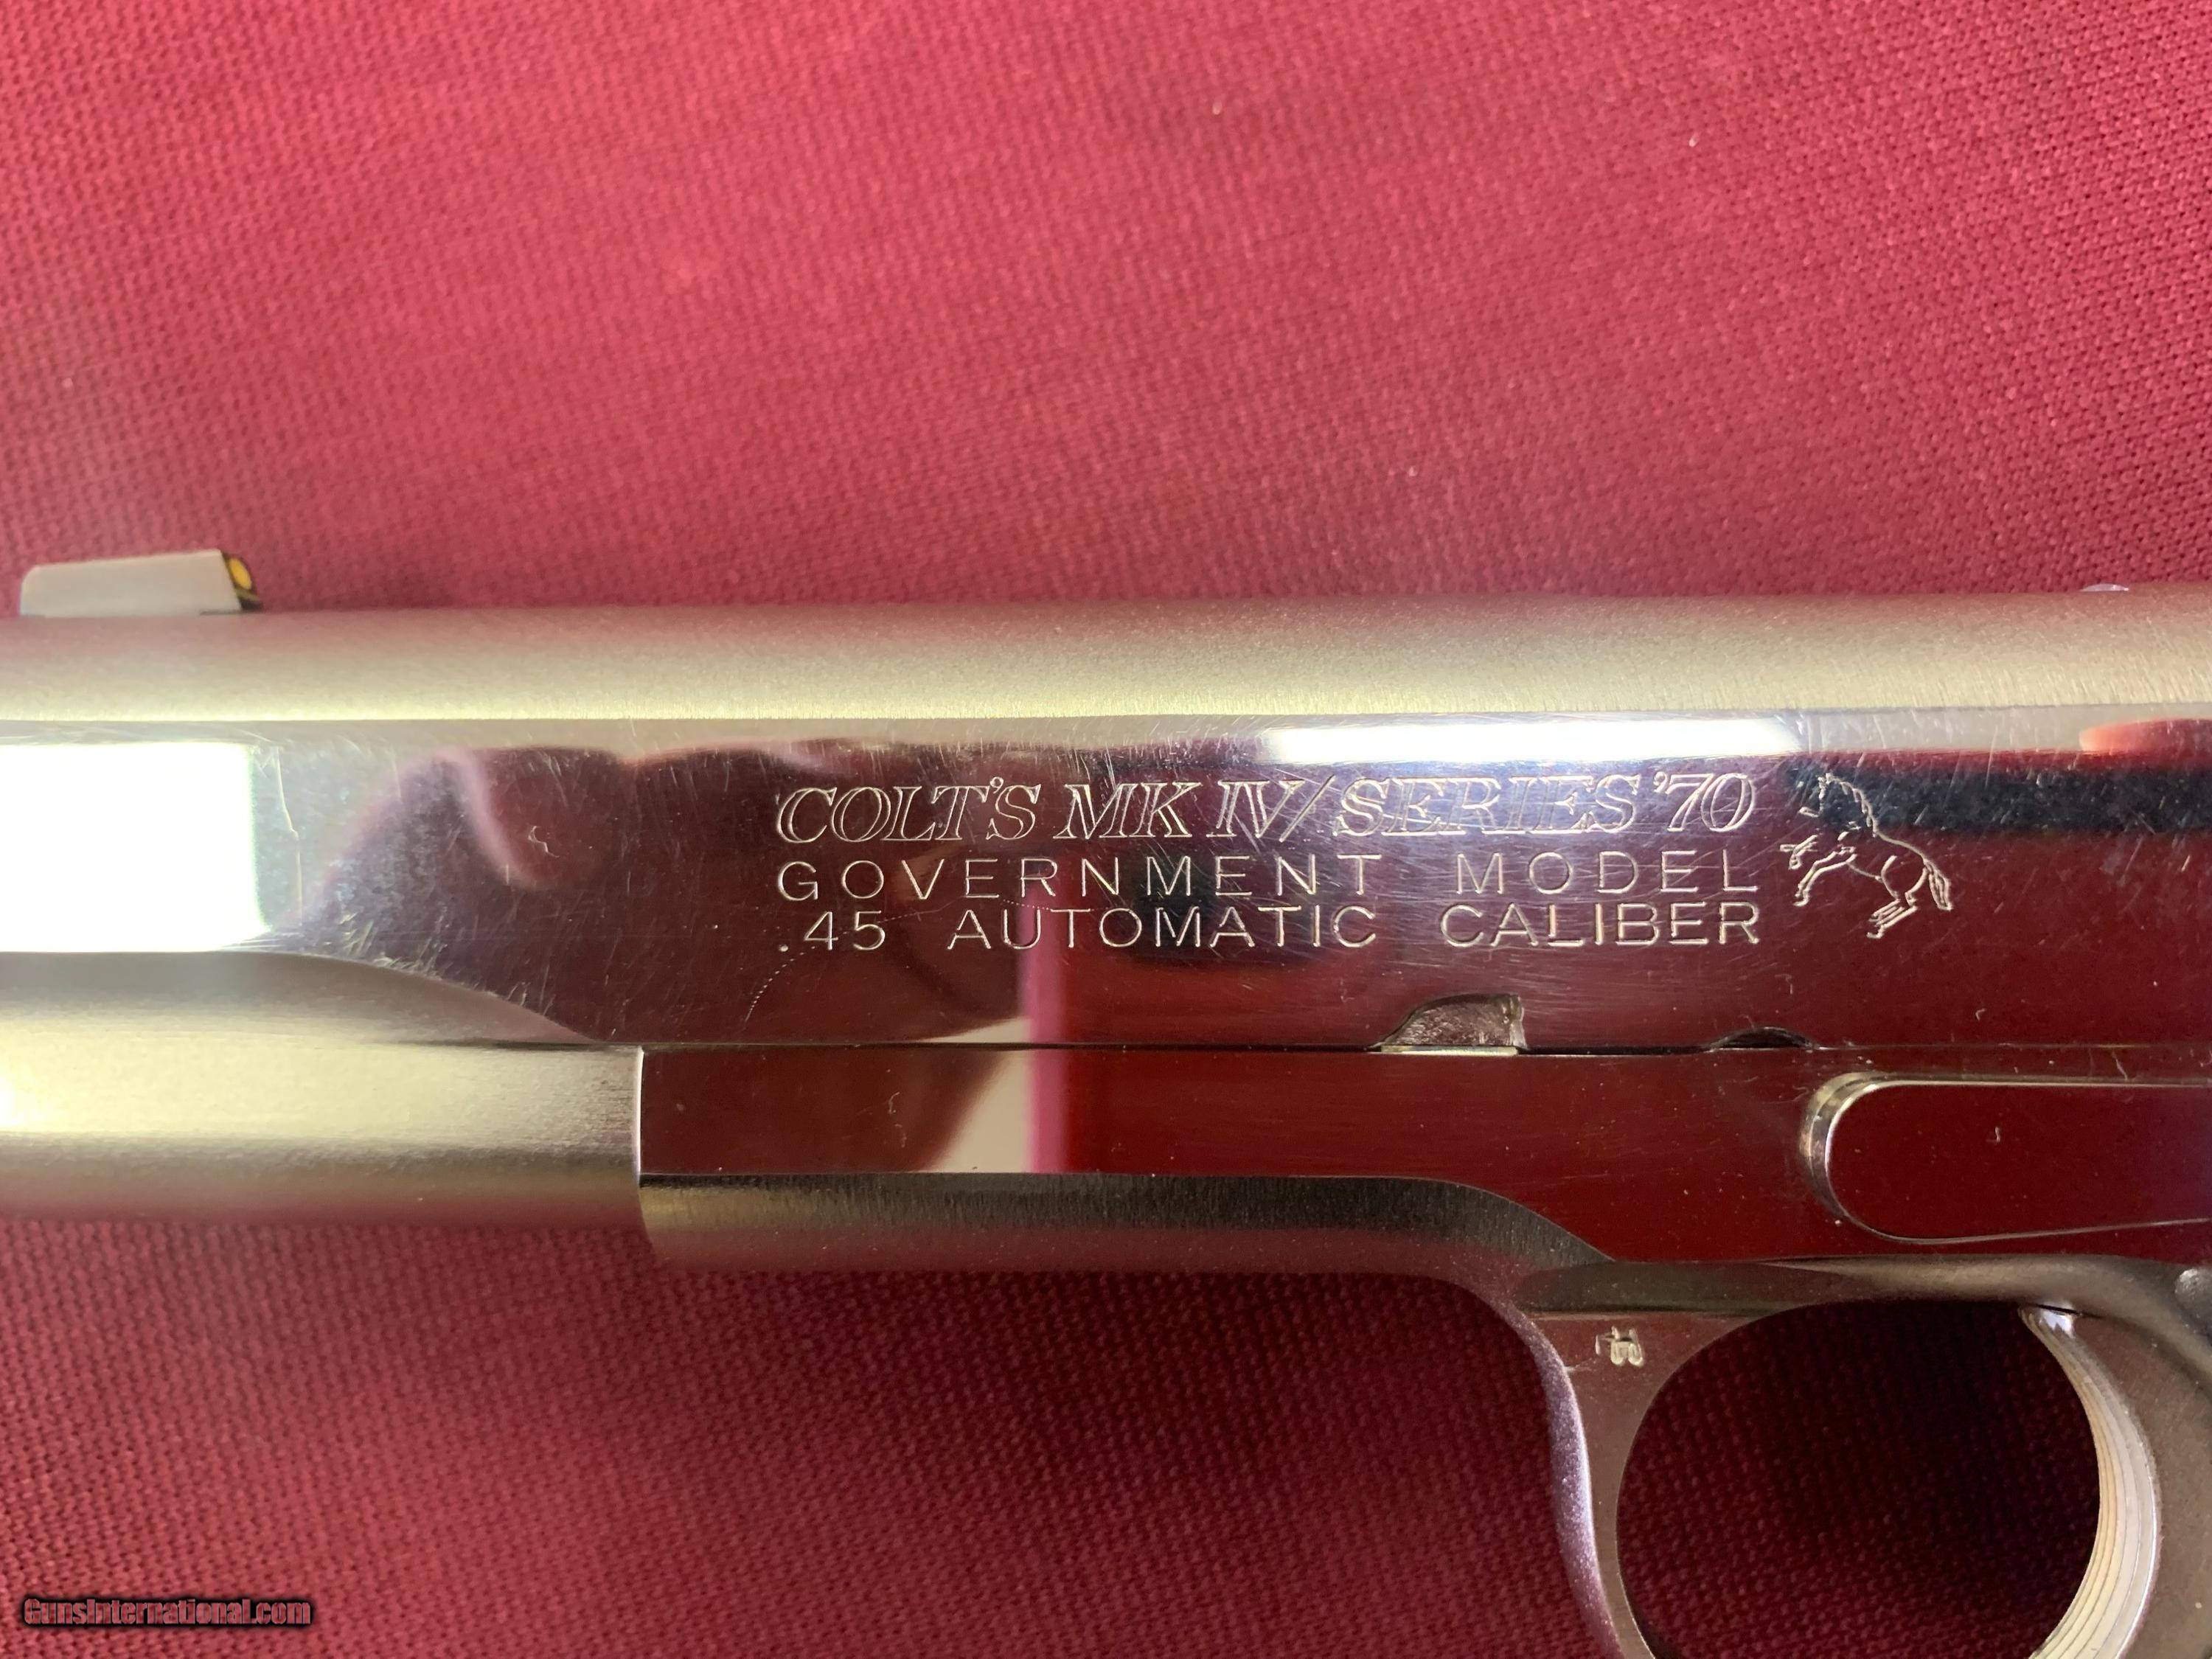 COLT'S MK IV/SERIES '70
GOVERNMENT MODEL
.45 AUTOMATIC CALIBER
GunsInternational.com